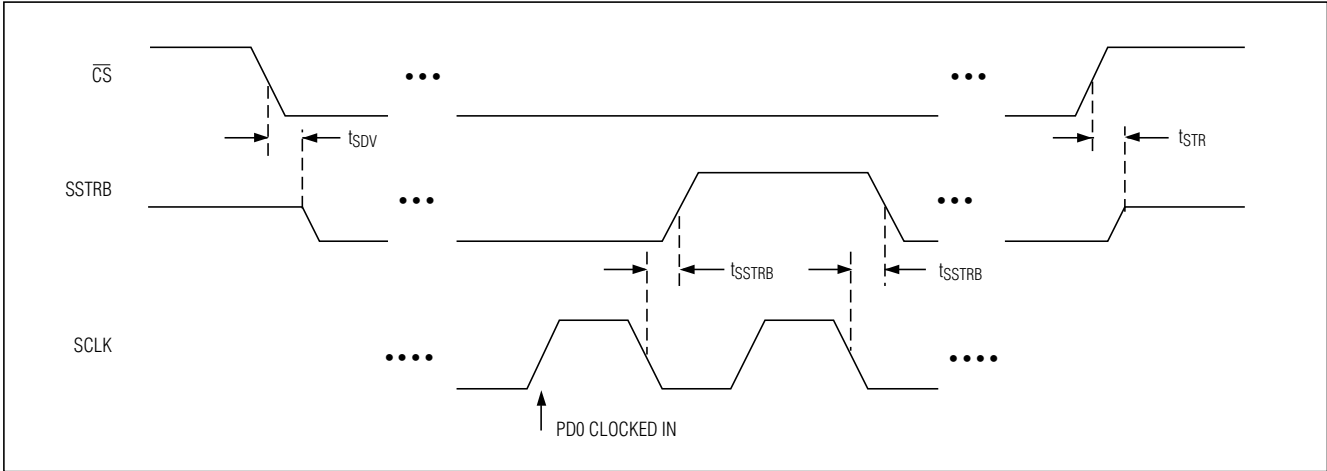 CS
tSDV
tSTR
SSTRB
tSSTRB
tSSTRB
SCLK
PD0 CLOCKED IN